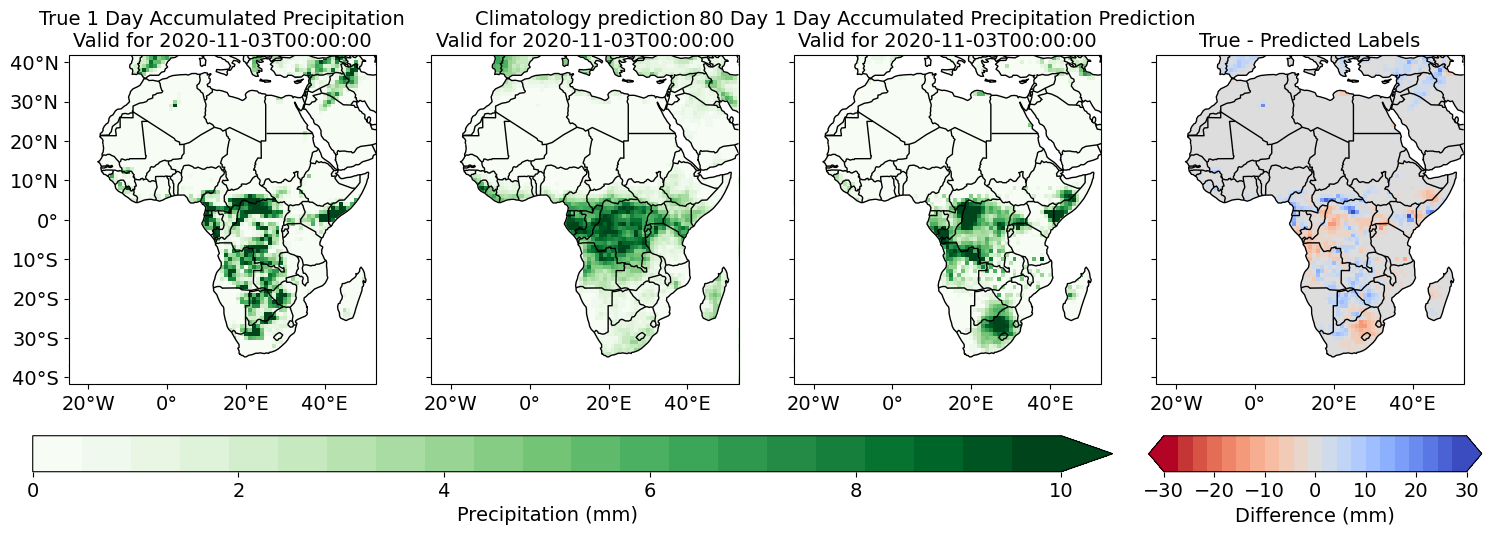 True 1 Day Accumulated Precipitation
Valid for 2020-11-03T00:00:00
Climatology prediction
Valid for 2020-11-03T00:00:00
80 Day 1 Day Accumulated Precipitation Prediction
Valid for 2020-11-03T00:00:00
True - Predicted Labels
40°N
30°N
20°N
10°N
0°
10°S
20°S
30°S
40°S
20°W 0° 20°E 40°E
20°W 0° 20°E 40°E
20°W 0° 20°E 40°E
20°W 0° 20°E 40°E
0 2 4 6 8 10
Precipitation (mm)
−30 −20 −10 0 10 20 30
Difference (mm)